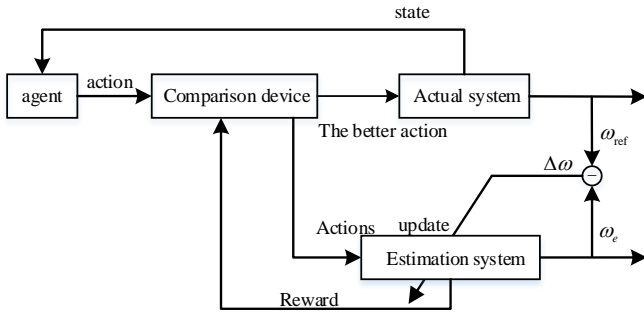 state
agent
action
Comparison device
Actual system
The better action
ω_ref
Δω
−
Actions
update
ω_e
Estimation system
Reward